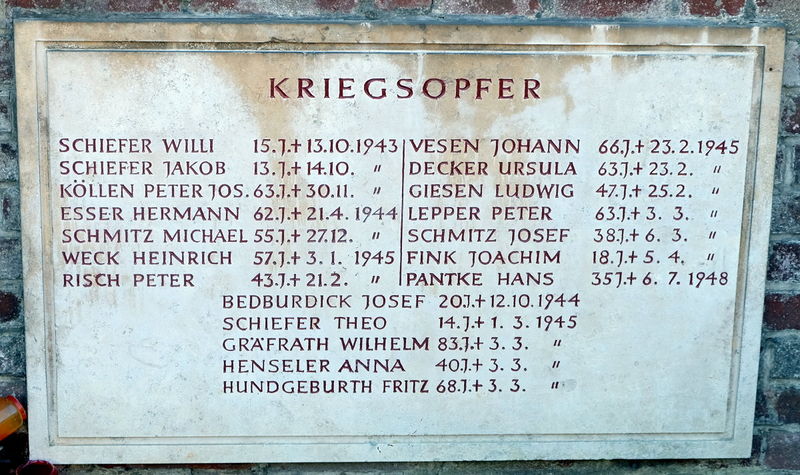 KRIEGSOPFER
SCHIEFER WILLI 15.J.+ 13.10.1943
SCHIEFER JAKOB 13.J.+ 14.10. "
KÖLLEN PETER JOS. 63.J.+ 30.11. "
ESSER HERMANN 62.J.+ 21.4. 1944
SCHMITZ MICHAEL 55.J.+ 27.12. "
WECK HEINRICH 57.J.+ 3. 1. 1945
RISCH PETER 43.J.+ 21.2. "
VESEN JOHANN 66.J.+ 23.2.1945
DECKER URSULA 63.J.+ 23.2. "
GIESEN LUDWIG 47.J.+ 25.2. "
LEPPER PETER 63.J.+ 3. 3. "
SCHMITZ JOSEF 38.J.+ 6. 3. "
FINK JOACHIM 18.J.+ 5. 4. "
PANTKE HANS 35J+ 6. 7. 1948
BEDBURDICK JOSEF 20.J.+ 12.10.1944
SCHIEFER THEO 14.J.+ 1. 3. 1945
GRÄFRATH WILHELM 83.J.+ 3. 3. "
HENSELER ANNA 40.J.+ 3. 3. "
HUNDGEBURTH FRITZ 68.J.+ 3. 3. "